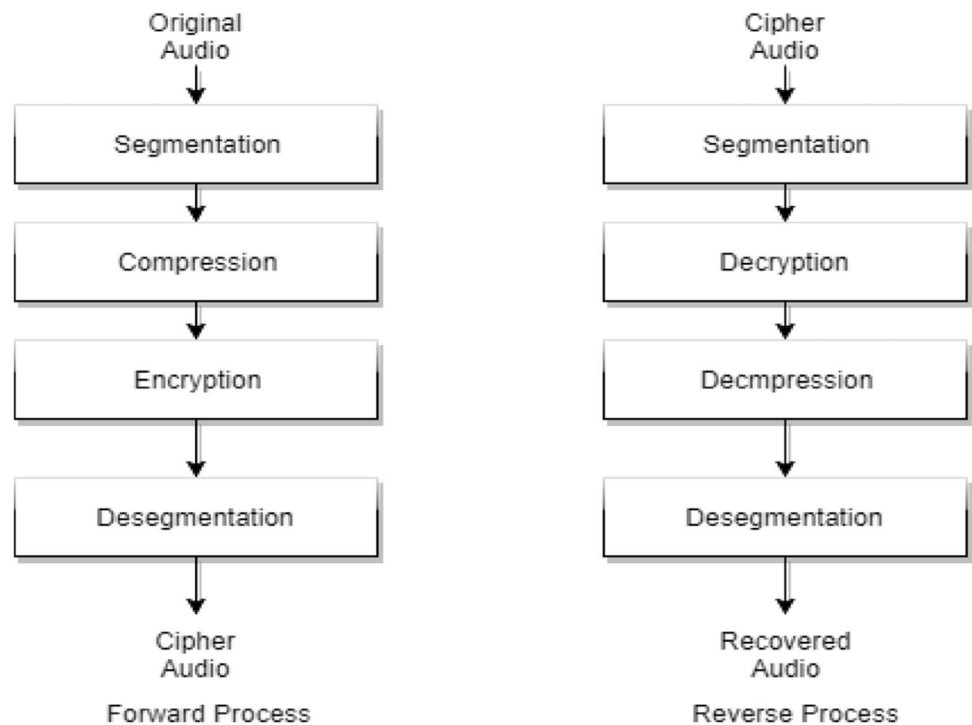 Original
Audio
Segmentation
Compression
Encryption
Desegmentation
Cipher
Audio
Forward Process
Cipher
Audio
Segmentation
Decryption
Decmpression
Desegmentation
Recovered
Audio
Reverse Process